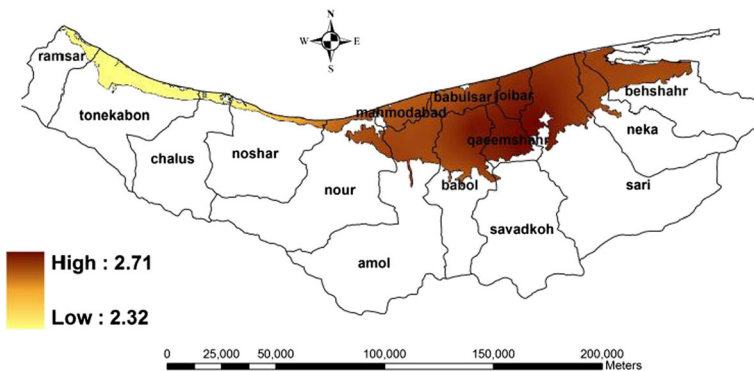 N
W E
S
ramsar
tonekabon
chalus
noshar
nour
mahmodabad
babulsar
joibar
qaeemshahr
behshahr
neka
sari
babol
savadkoh
amol
High : 2.71
Low : 2.32
0 25,000 50,000 100,000 150,000 200,000
Meters